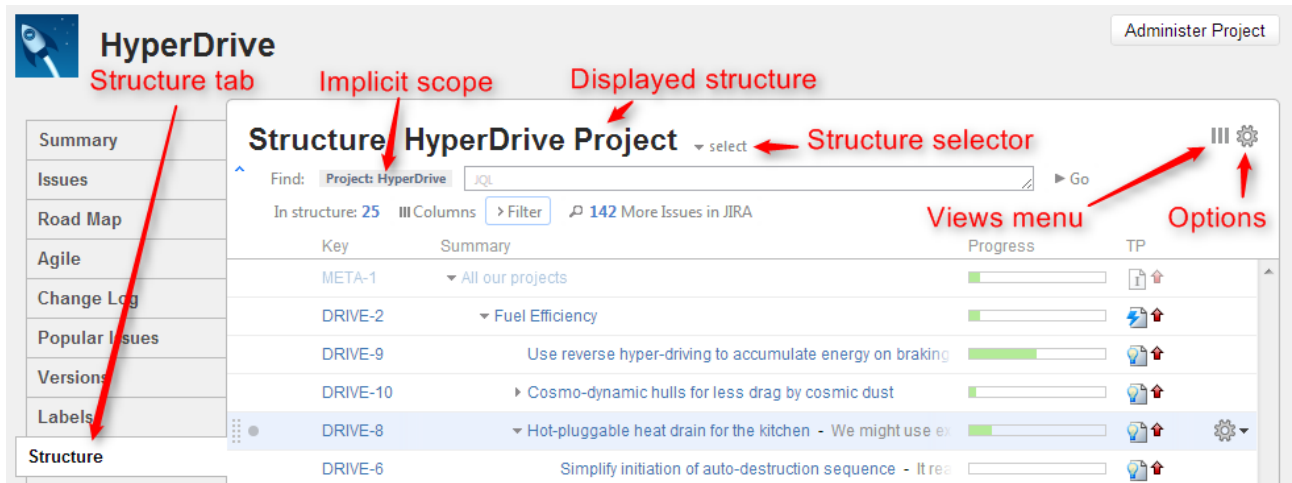 HyperDrive
Administer Project
Structure tab
Implicit scope
Displayed structure
Structure selector
Views menu
Options
Summary
Issues
Road Map
Agile
Change Log
Popular Issues
Versions
Labels
Structure
Structure HyperDrive Project select
Find: Project: HyperDrive JQL Go
In structure: 25 Columns Filter 142 More Issues in JIRA
Key Summary Progress TP
META-1 All our projects
DRIVE-2 Fuel Efficiency
DRIVE-9 Use reverse hyper-driving to accumulate energy on braking
DRIVE-10 Cosmo-dynamic hulls for less drag by cosmic dust
DRIVE-8 Hot-pluggable heat drain for the kitchen - We might use ex
DRIVE-6 Simplify initiation of auto-destruction sequence - It rea